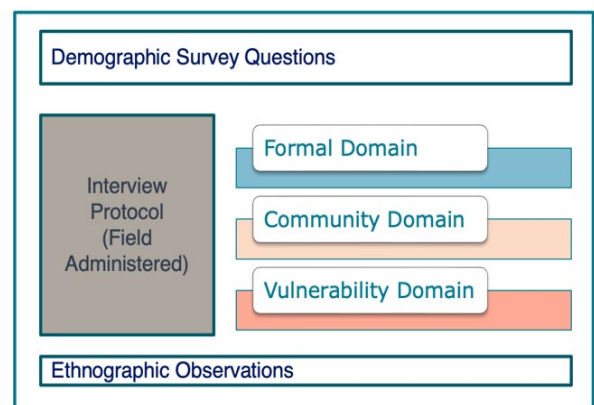 Demographic Survey Questions
Interview
Protocol
(Field
Administered)
Formal Domain
Community Domain
Vulnerability Domain
Ethnographic Observations